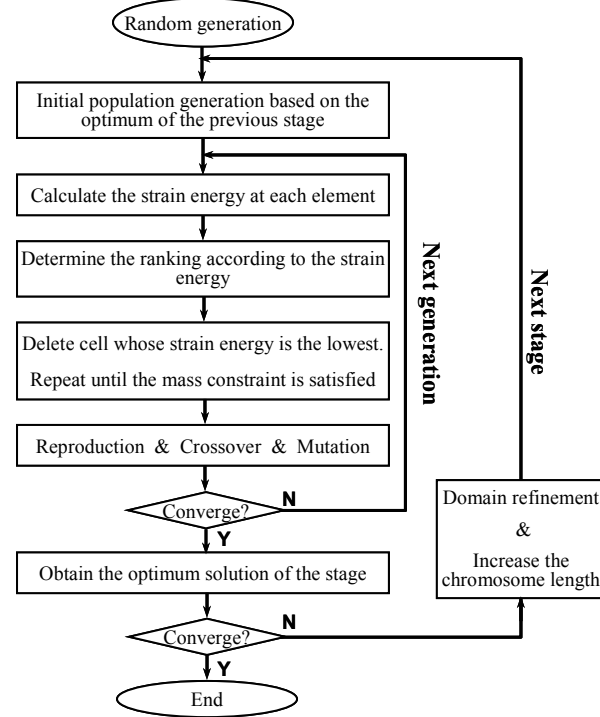 Random generation
Initial population generation based on the
optimum of the previous stage
Calculate the strain energy at each element
Determine the ranking according to the strain
energy
Delete cell whose strain energy is the lowest.
Repeat until the mass constraint is satisfied
Reproduction & Crossover & Mutation
Converge?
N
Y
Next generation
Obtain the optimum solution of the stage
Converge?
N
Y
End
Domain refinement
&
Increase the
chromosome length
Next stage